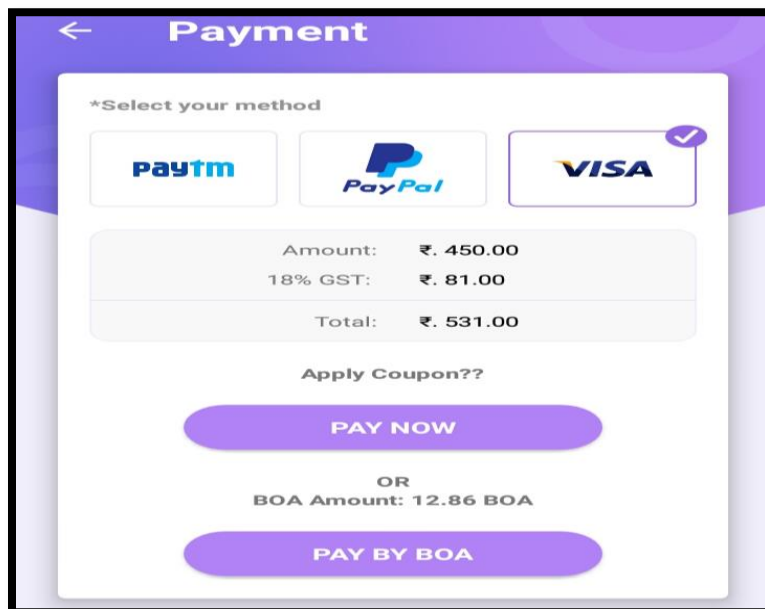 Payment
*Select your method
paytm PayPal VISA
Amount: ₹. 450.00
18% GST: ₹. 81.00
Total: ₹. 531.00
Apply Coupon??
PAY NOW
OR
BOA Amount: 12.86 BOA
PAY BY BOA